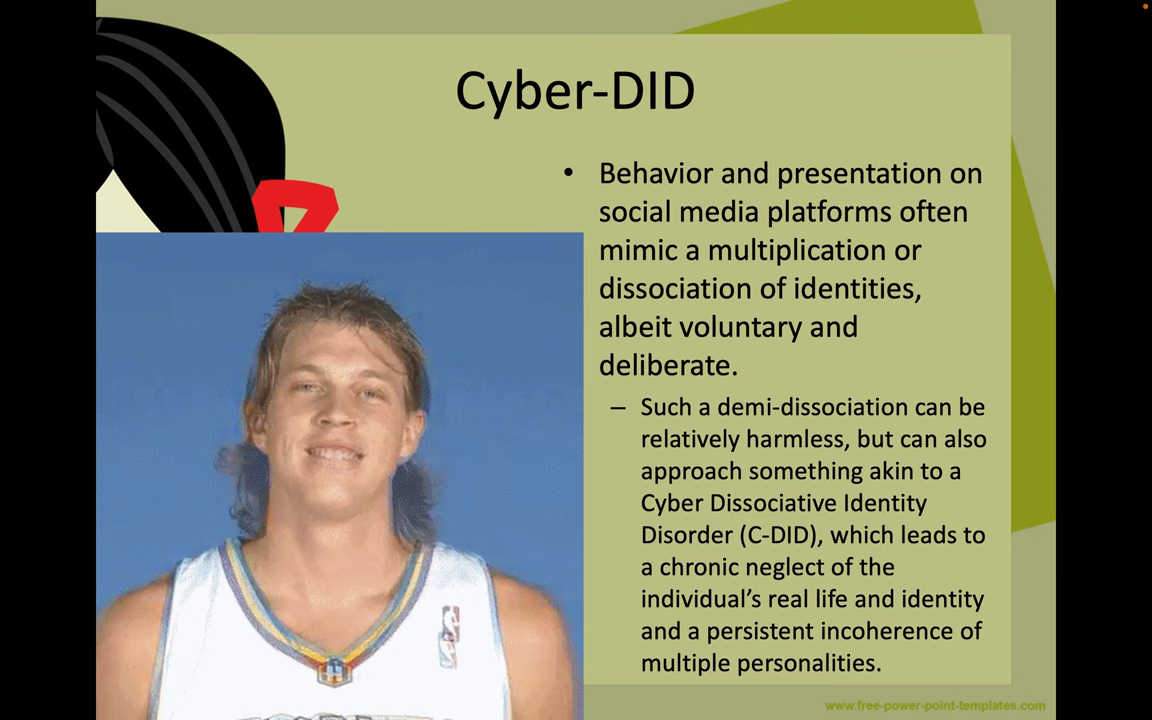 Cyber-DID
• Behavior and presentation on
social media platforms often
mimic a multiplication or
dissociation of identities,
albeit voluntary and
deliberate.
– Such a demi-dissociation can be
relatively harmless, but can also
approach something akin to a
Cyber Dissociative Identity
Disorder (C-DID), which leads to
a chronic neglect of the
individual’s real life and identity
and a persistent incoherence of
multiple personalities.
www.free-power-point-templates.com